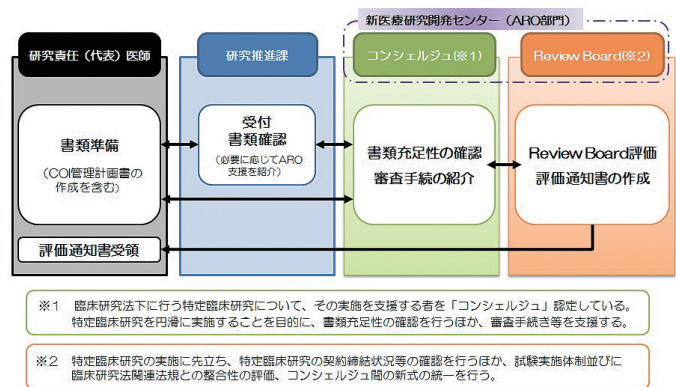 新医療研究開発センター（ARO部門）
研究責任（代表）医師
研究推進課
コンシェルジュ(※1)
Review Board(※2)
書類準備
（COI管理計画書の
作成を含む）
受付
書類確認
（必要に応じてARO
支援を紹介）
書類充足性の確認
審査手続の紹介
Review Board評価
評価通知書の作成
評価通知書受領
※1　臨床研究法下に行う特定臨床研究について、その実施を支援する者を「コンシェルジュ」認定している。
特定臨床研究を円滑に実施することを目的に、書類充足性の確認を行うほか、審査手続き等を支援する。
※2　特定臨床研究の実施に先立ち、特定臨床研究の契約締結状況等の確認を行うほか、試験実施体制並びに
臨床研究法関連法規との整合性の評価、コンシェルジュ間の新式の統一を行う。